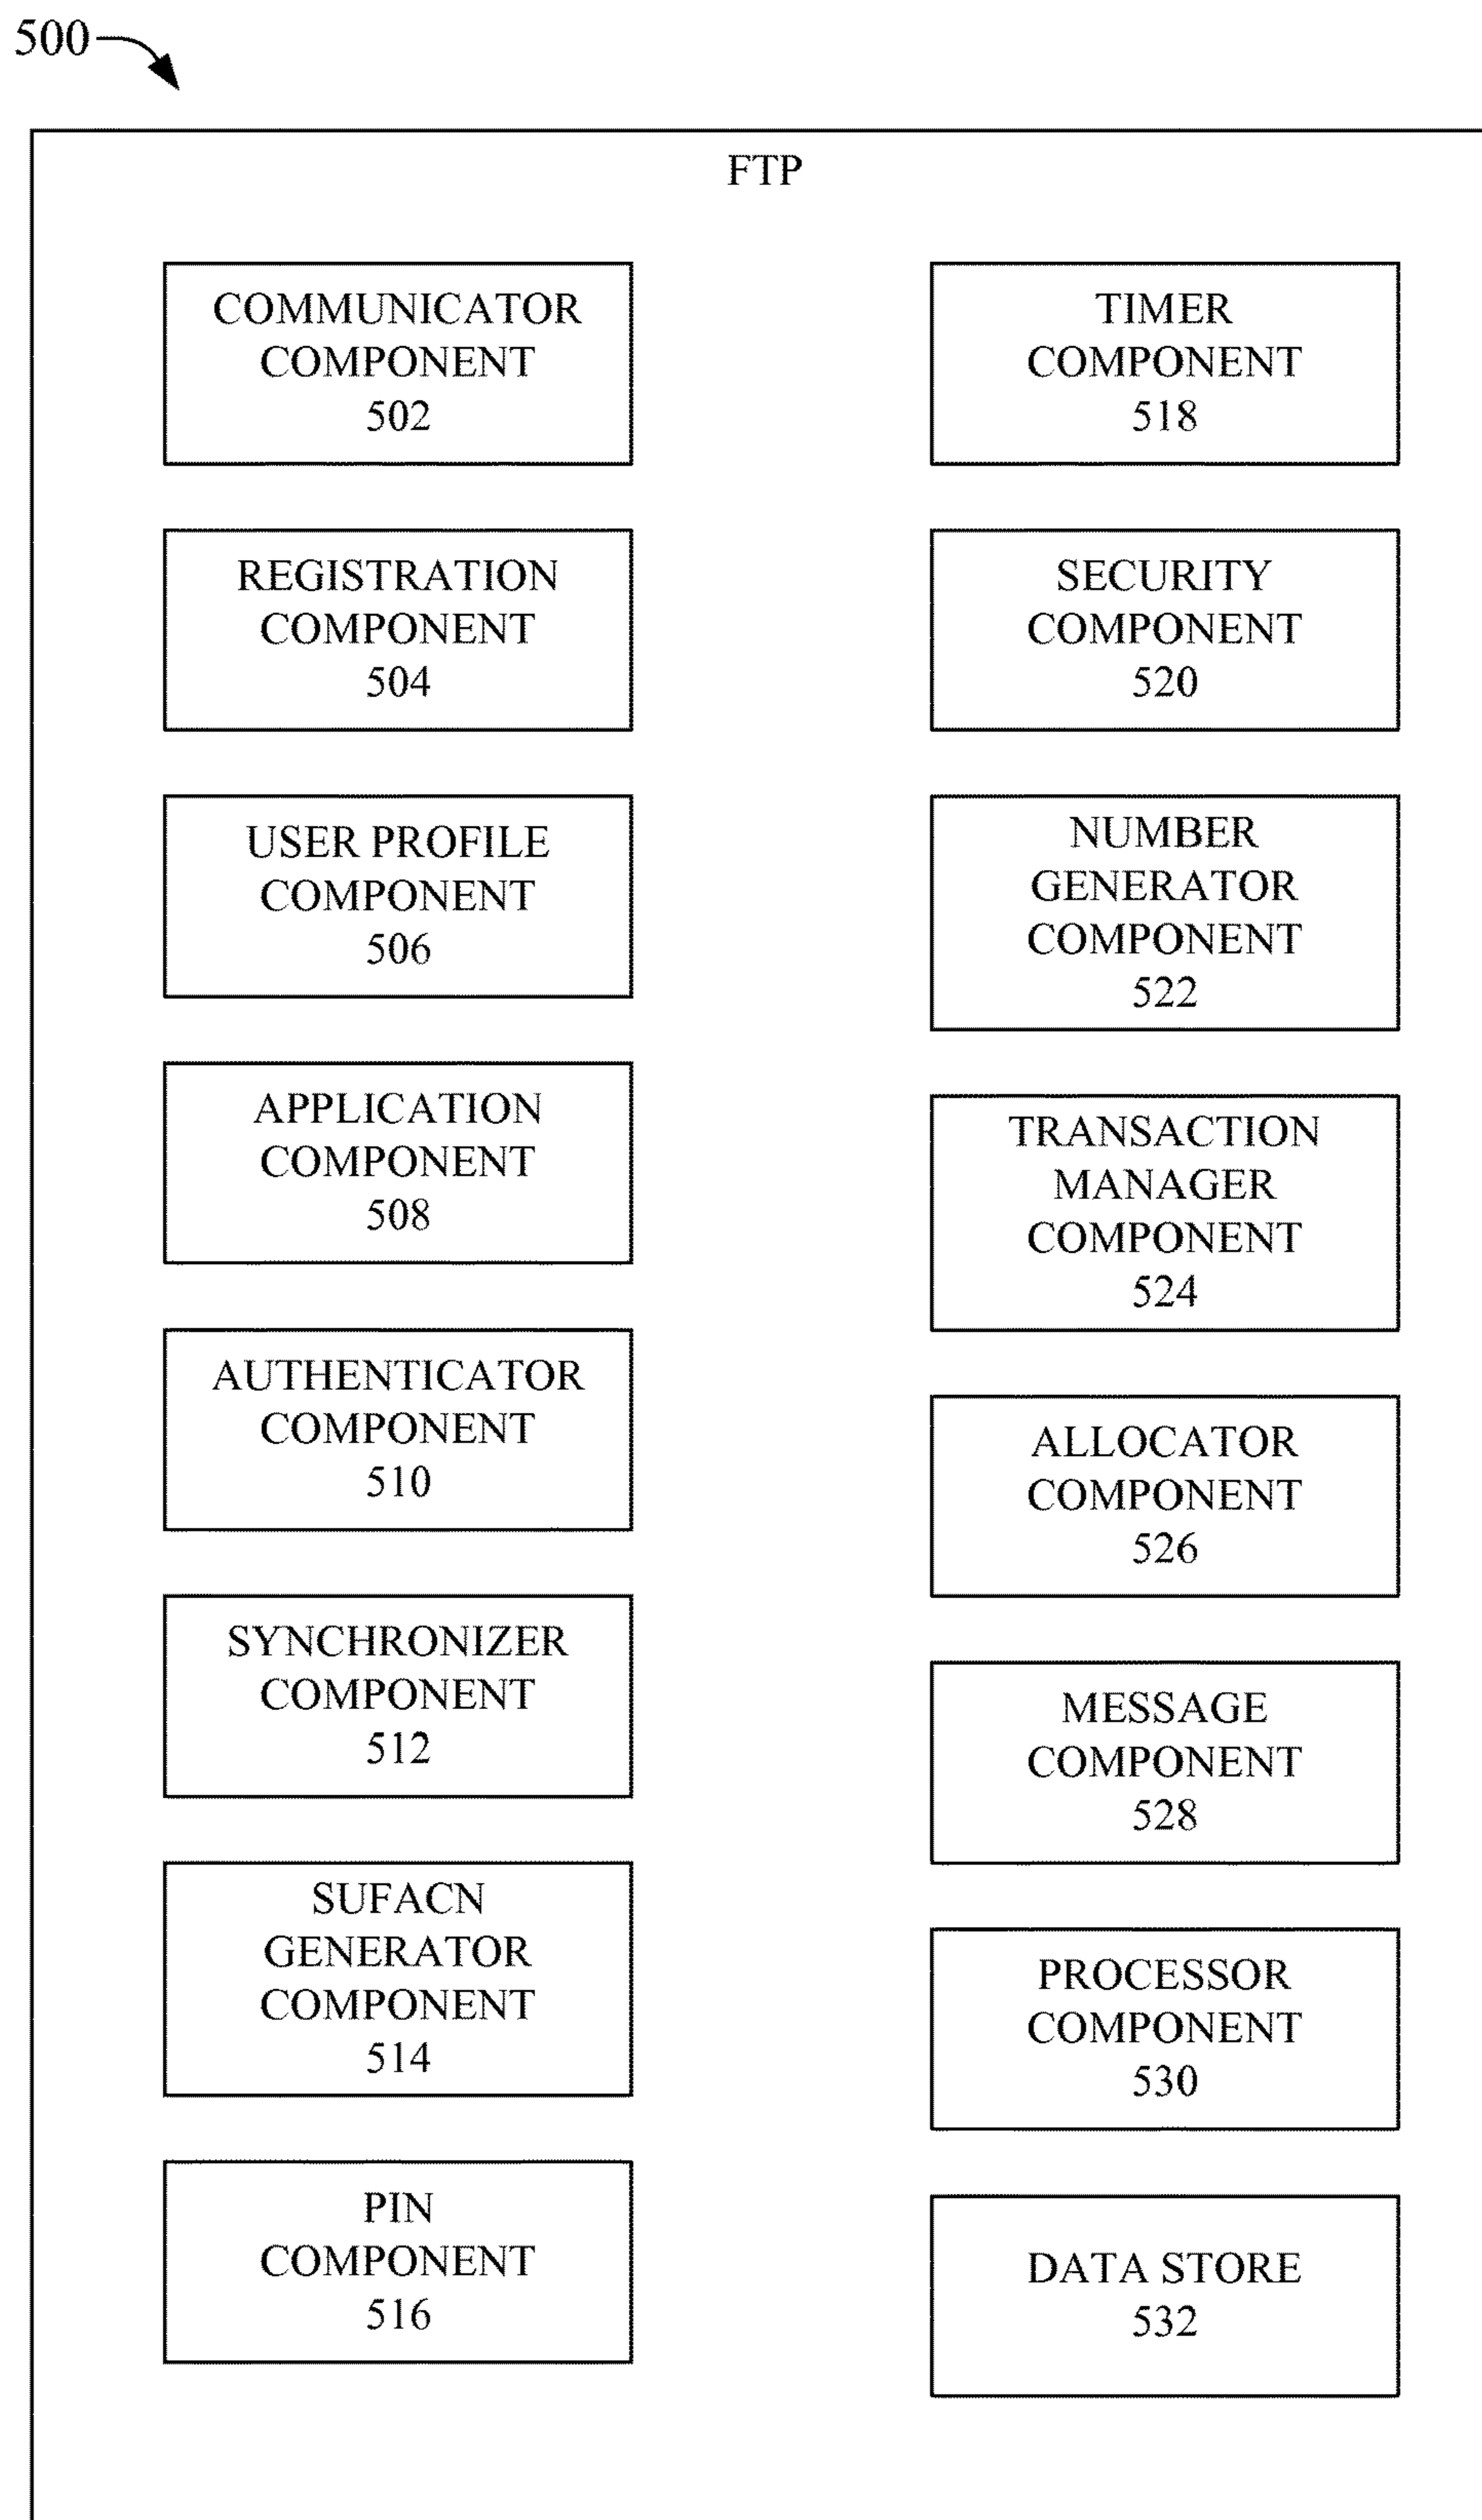 500
FTP
COMMUNICATOR
COMPONENT
502
REGISTRATION
COMPONENT
504
USER PROFILE
COMPONENT
506
APPLICATION
COMPONENT
508
AUTHENTICATOR
COMPONENT
510
SYNCHRONIZER
COMPONENT
512
SUFACN
GENERATOR
COMPONENT
514
PIN
COMPONENT
516
TIMER
COMPONENT
518
SECURITY
COMPONENT
520
NUMBER
GENERATOR
COMPONENT
522
TRANSACTION
MANAGER
COMPONENT
524
ALLOCATOR
COMPONENT
526
MESSAGE
COMPONENT
528
PROCESSOR
COMPONENT
530
DATA STORE
532